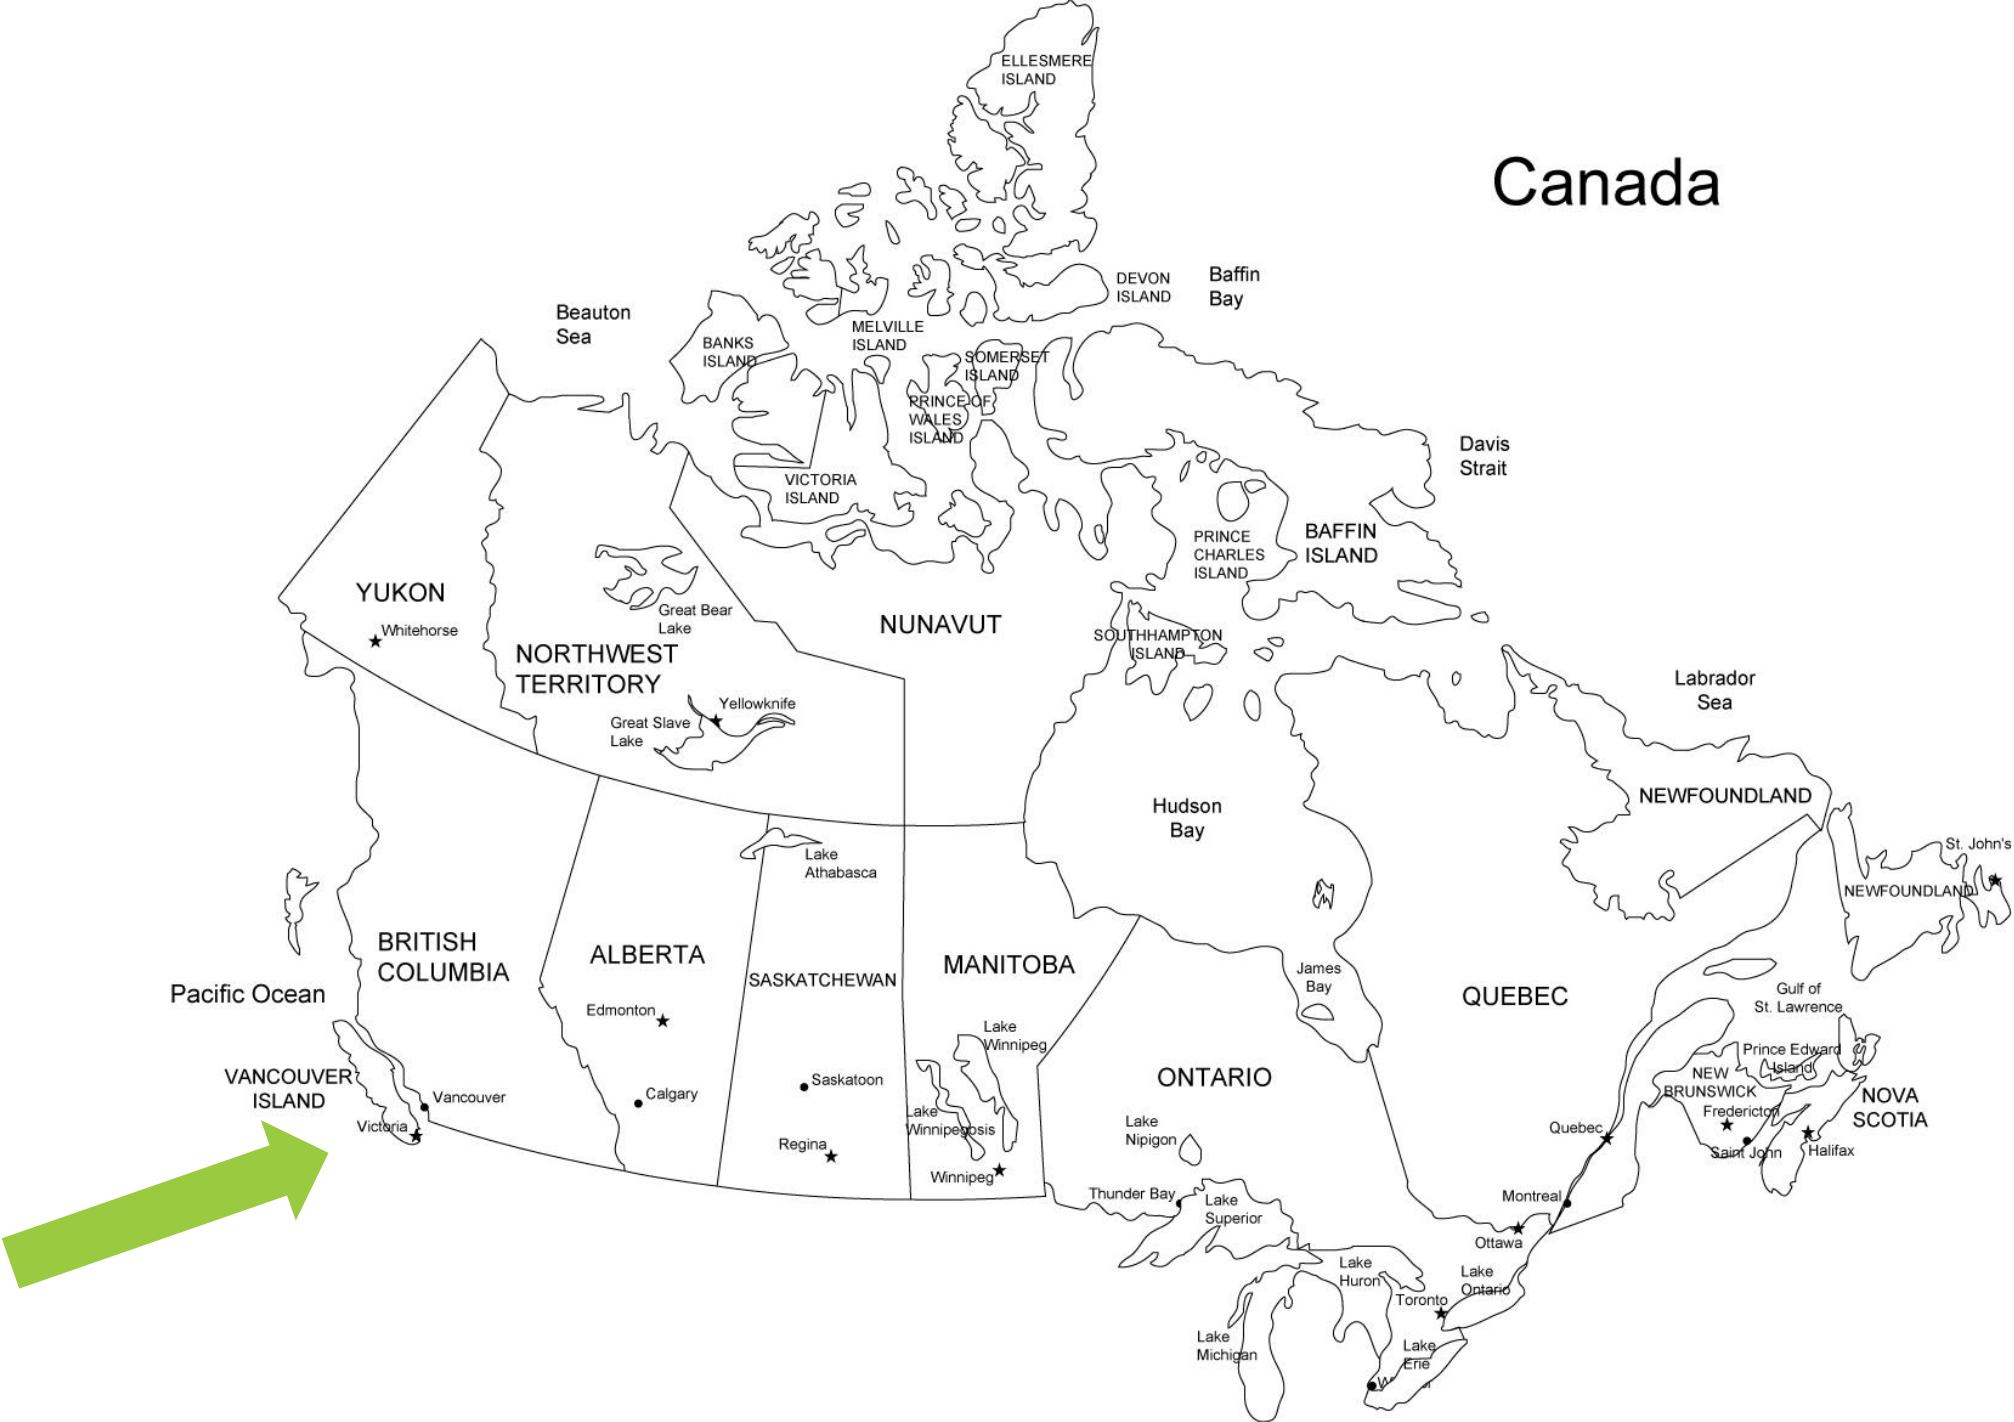 ELLESMERE
ISLAND
Canada
DEVON
ISLAND
Baffin
Bay
Beauton
Sea
MELVILLE
ISLAND
BANKS
ISLAND
SOMERSET
ISLAND
PRINCE OF
WALES
ISLAND
Davis
Strait
VICTORIA
ISLAND
PRINCE
CHARLES
ISLAND
BAFFIN
ISLAND
YUKON
Whitehorse
Great Bear
Lake
NUNAVUT
SOUTHHAMPTON
ISLAND
NORTHWEST
TERRITORY
Labrador
Sea
Yellowknife
Great Slave
Lake
Hudson
Bay
NEWFOUNDLAND
St. John's
Lake
Athabasca
NEWFOUNDLAND
BRITISH
COLUMBIA
ALBERTA
SASKATCHEWAN
MANITOBA
James
Bay
Pacific Ocean
QUEBEC
Gulf of
St. Lawrence
Edmonton
Lake
Winnipeg
VANCOUVER
ISLAND
Vancouver
Calgary
Saskatoon
ONTARIO
Prince Edward
Island
NEW
BRUNSWICK
Fredericton
NOVA
SCOTIA
Victoria
Lake
Winnipegosis
Lake
Nipigon
Quebec
Saint John
Halifax
Regina
Winnipeg
Thunder Bay
Lake
Superior
Montreal
Ottawa
Lake
Huron
Lake
Ontario
Toronto
Lake
Michigan
Lake
Erie